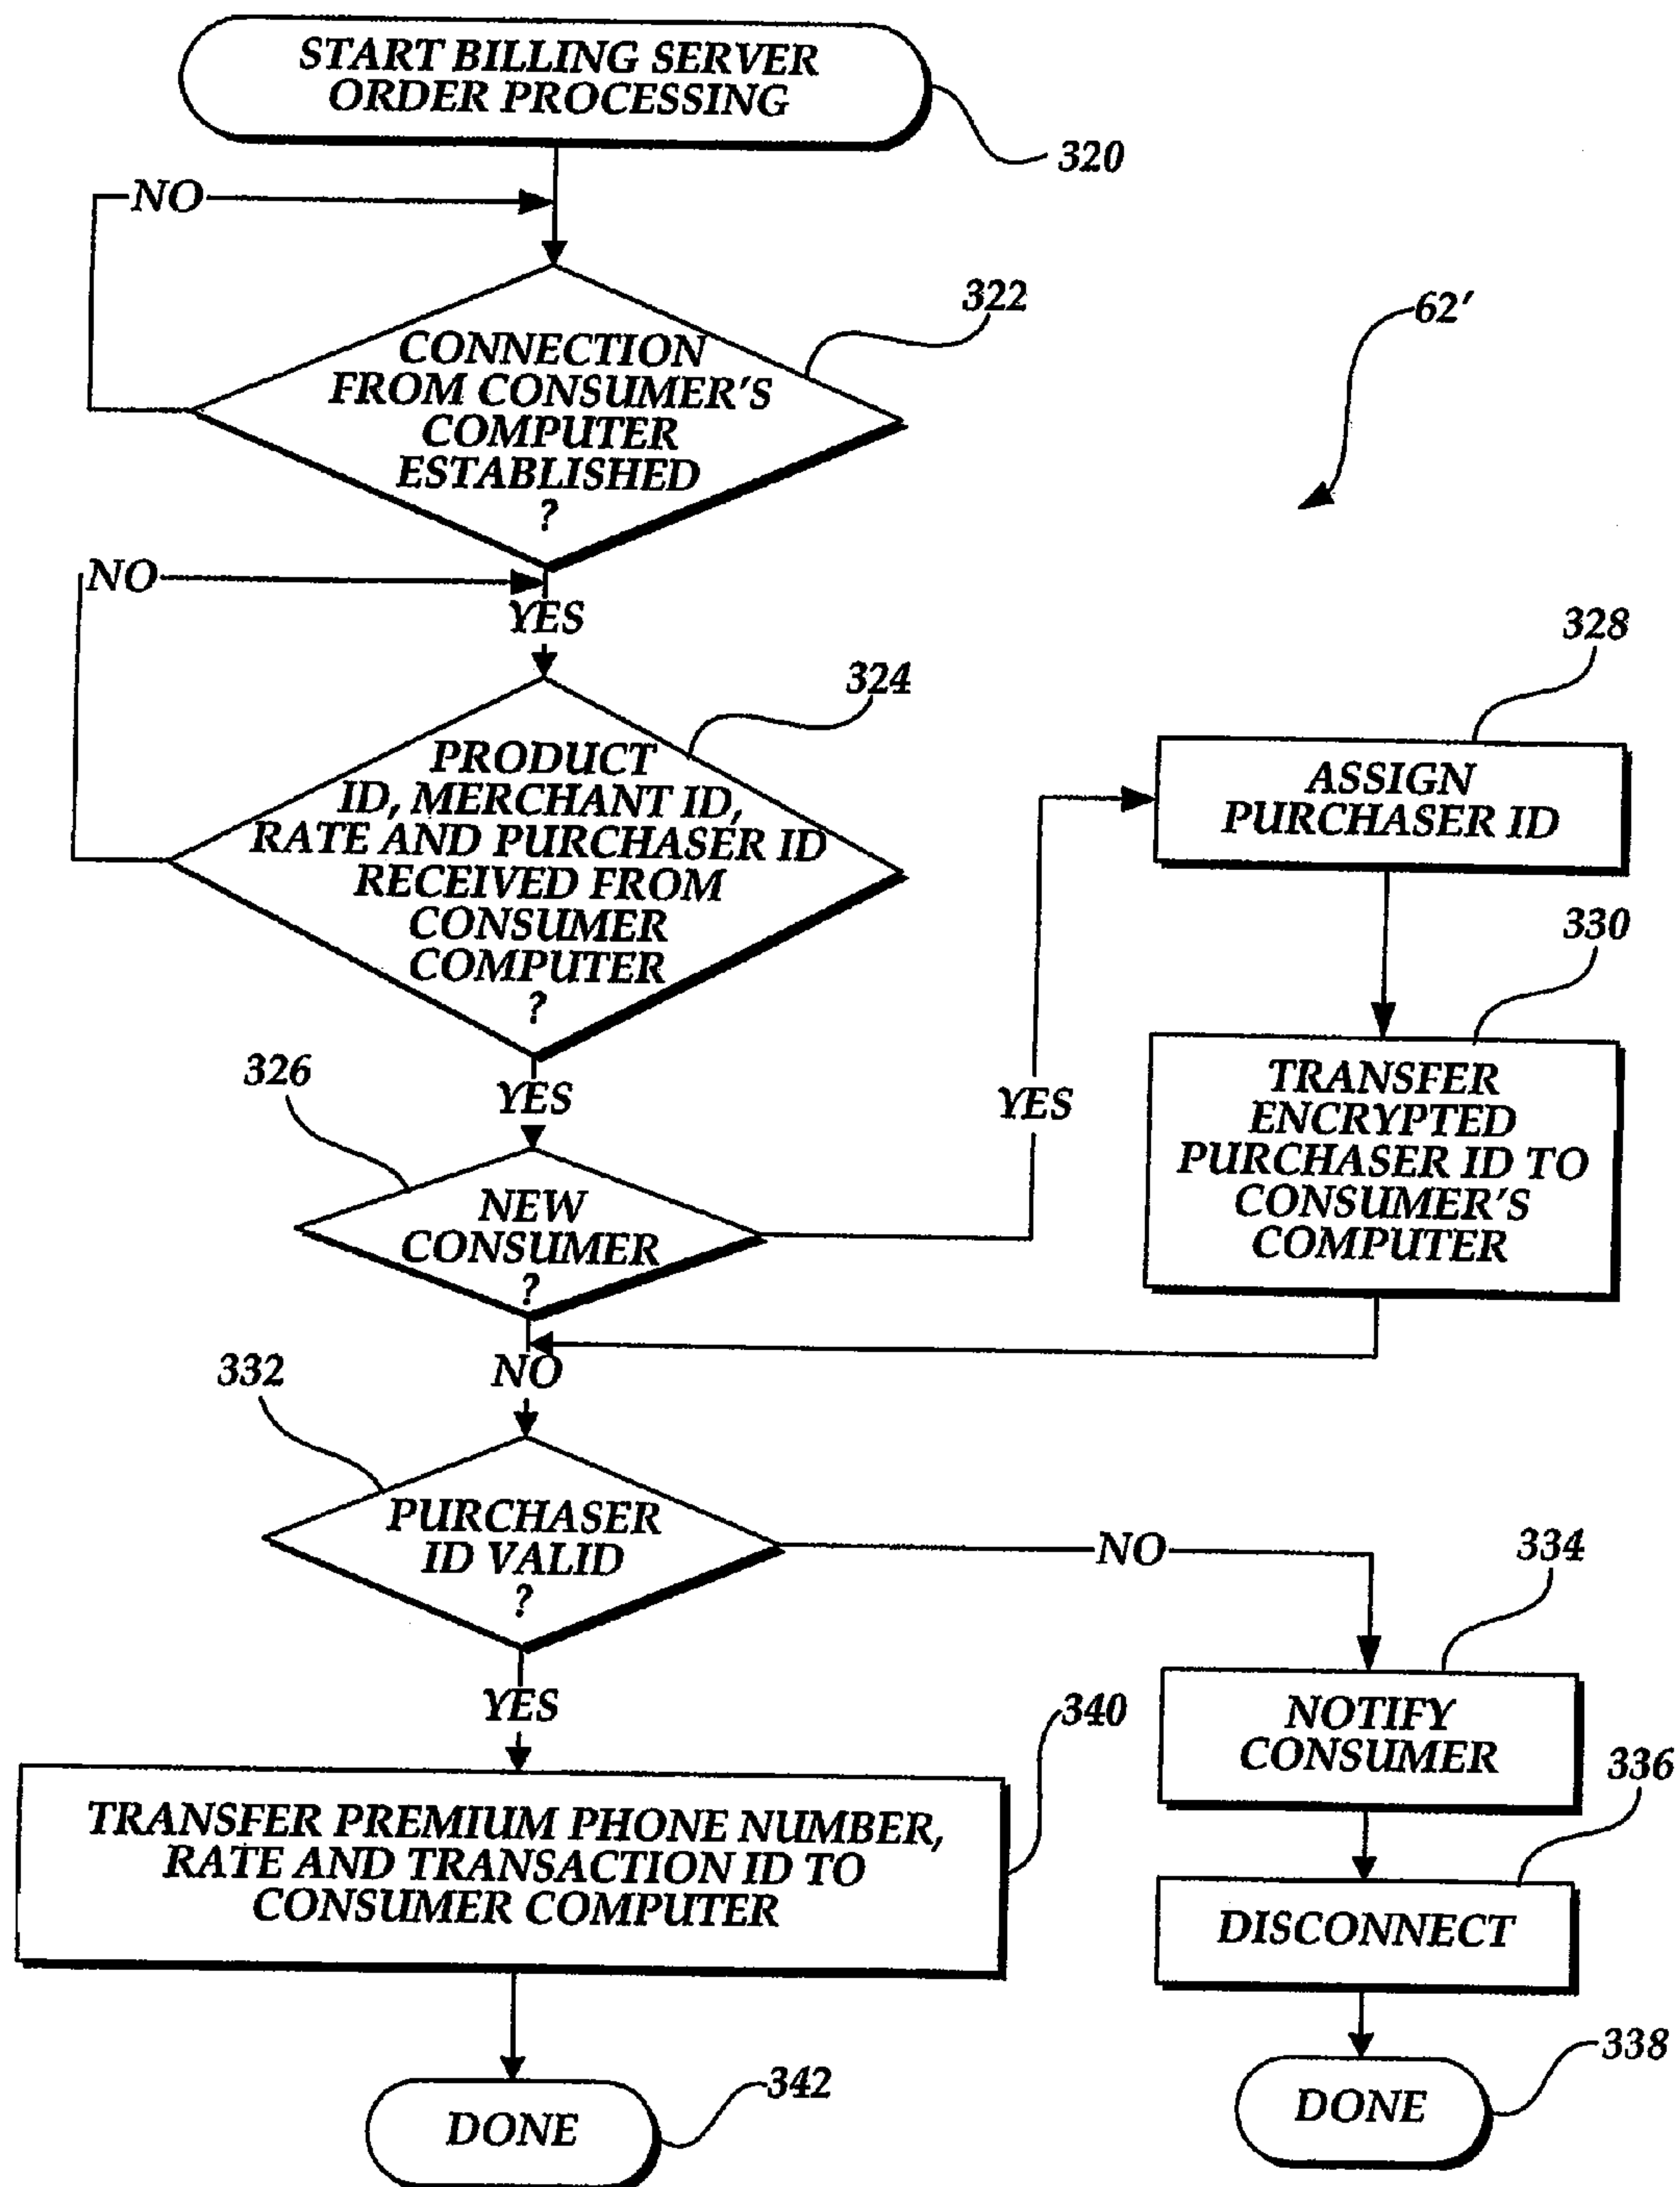 START BILLING SERVER
ORDER PROCESSING
320
NO
322
CONNECTION
FROM CONSUMER'S
COMPUTER
ESTABLISHED
?
62'
NO
YES
324
PRODUCT
ID, MERCHANT ID,
RATE AND PURCHASER ID
RECEIVED FROM
CONSUMER
COMPUTER
?
328
ASSIGN
PURCHASER ID
330
TRANSFER
ENCRYPTED
PURCHASER ID TO
CONSUMER'S
COMPUTER
YES
326
YES
NEW
CONSUMER
?
NO
332
PURCHASER
ID VALID
?
NO
334
NOTIFY
CONSUMER
336
DISCONNECT
338
DONE
YES
340
TRANSFER PREMIUM PHONE NUMBER,
RATE AND TRANSACTION ID TO
CONSUMER COMPUTER
342
DONE